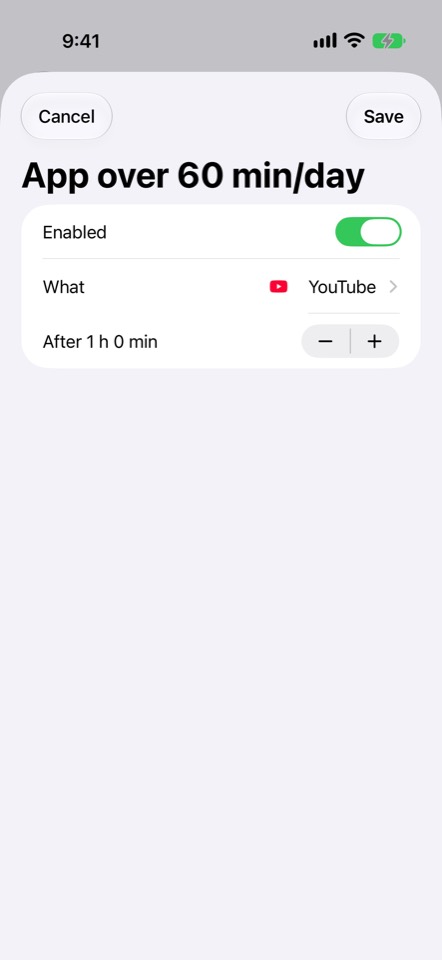 9:41
Cancel
Save
App over 60 min/day
Enabled
What
YouTube
After 1 h 0 min